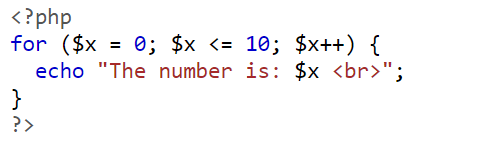 <?php
for ($x = 0; $x <= 10; $x++) {
  echo "The number is: $x <br>";
}
?>